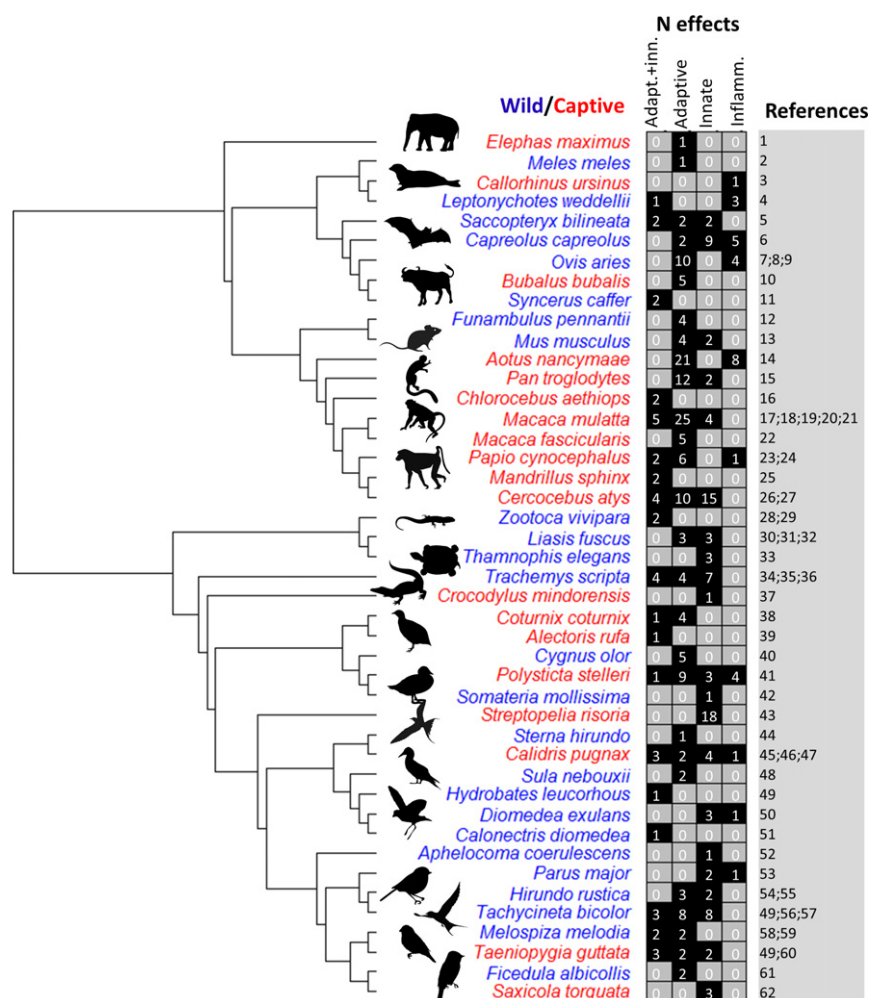 N effects
Adapt.+inn.
Adaptive
Innate
Inflamm.
Wild/Captive
References
Elephas maximus 0 1 0 0 1
Meles meles 0 1 0 0 2
Callorhinus ursinus 0 0 0 1 3
Leptonychotes weddellii 1 0 0 3 4
Saccopteryx bilineata 2 2 2 0 5
Capreolus capreolus 0 2 9 5 6
Ovis aries 0 10 0 4 7;8;9
Bubalus bubalis 0 5 0 0 10
Syncerus caffer 2 0 0 0 11
Funambulus pennantii 0 4 0 0 12
Mus musculus 0 4 2 0 13
Aotus nancymaae 0 21 0 8 14
Pan troglodytes 0 12 2 0 15
Chlorocebus aethiops 2 0 0 0 16
Macaca mulatta 5 25 4 0 17;18;19;20;21
Macaca fascicularis 0 5 0 0 22
Papio cynocephalus 2 6 0 1 23;24
Mandrillus sphinx 2 0 0 0 25
Cercocebus atys 4 10 15 0 26;27
Zootoca vivipara 2 0 0 0 28;29
Liasis fuscus 0 3 3 0 30;31;32
Thamnophis elegans 0 0 3 0 33
Trachemys scripta 4 4 7 0 34;35;36
Crocodylus mindorensis 0 0 1 0 37
Coturnix coturnix 1 4 0 0 38
Alectoris rufa 1 0 0 0 39
Cygnus olor 0 5 0 0 40
Polysticta stelleri 1 9 3 4 41
Somateria mollissima 0 0 1 0 42
Streptopelia risoria 0 0 18 0 43
Sterna hirundo 0 1 0 0 44
Calidris pugnax 3 2 4 1 45;46;47
Sula nebouxii 0 2 0 0 48
Hydrobates leucorhous 1 0 0 0 49
Diomedea exulans 0 0 3 1 50
Calonectris diomedea 1 0 0 0 51
Aphelocoma coerulescens 0 0 1 0 52
Parus major 0 0 2 1 53
Hirundo rustica 0 3 2 0 54;55
Tachycineta bicolor 3 8 8 0 49;56;57
Melospiza melodia 2 2 0 0 58;59
Taeniopygia guttata 3 2 2 0 49;60
Ficedula albicollis 0 2 0 0 61
Saxicola torquata 0 0 3 0 62